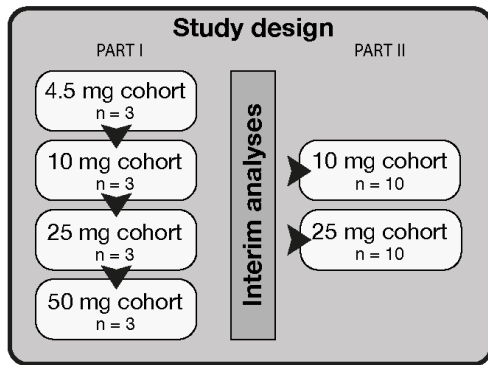 Study design
PART I
4.5 mg cohort
n = 3
10 mg cohort
n = 3
25 mg cohort
n = 3
50 mg cohort
n = 3
Interim analyses
PART II
10 mg cohort
n = 10
25 mg cohort
n = 10